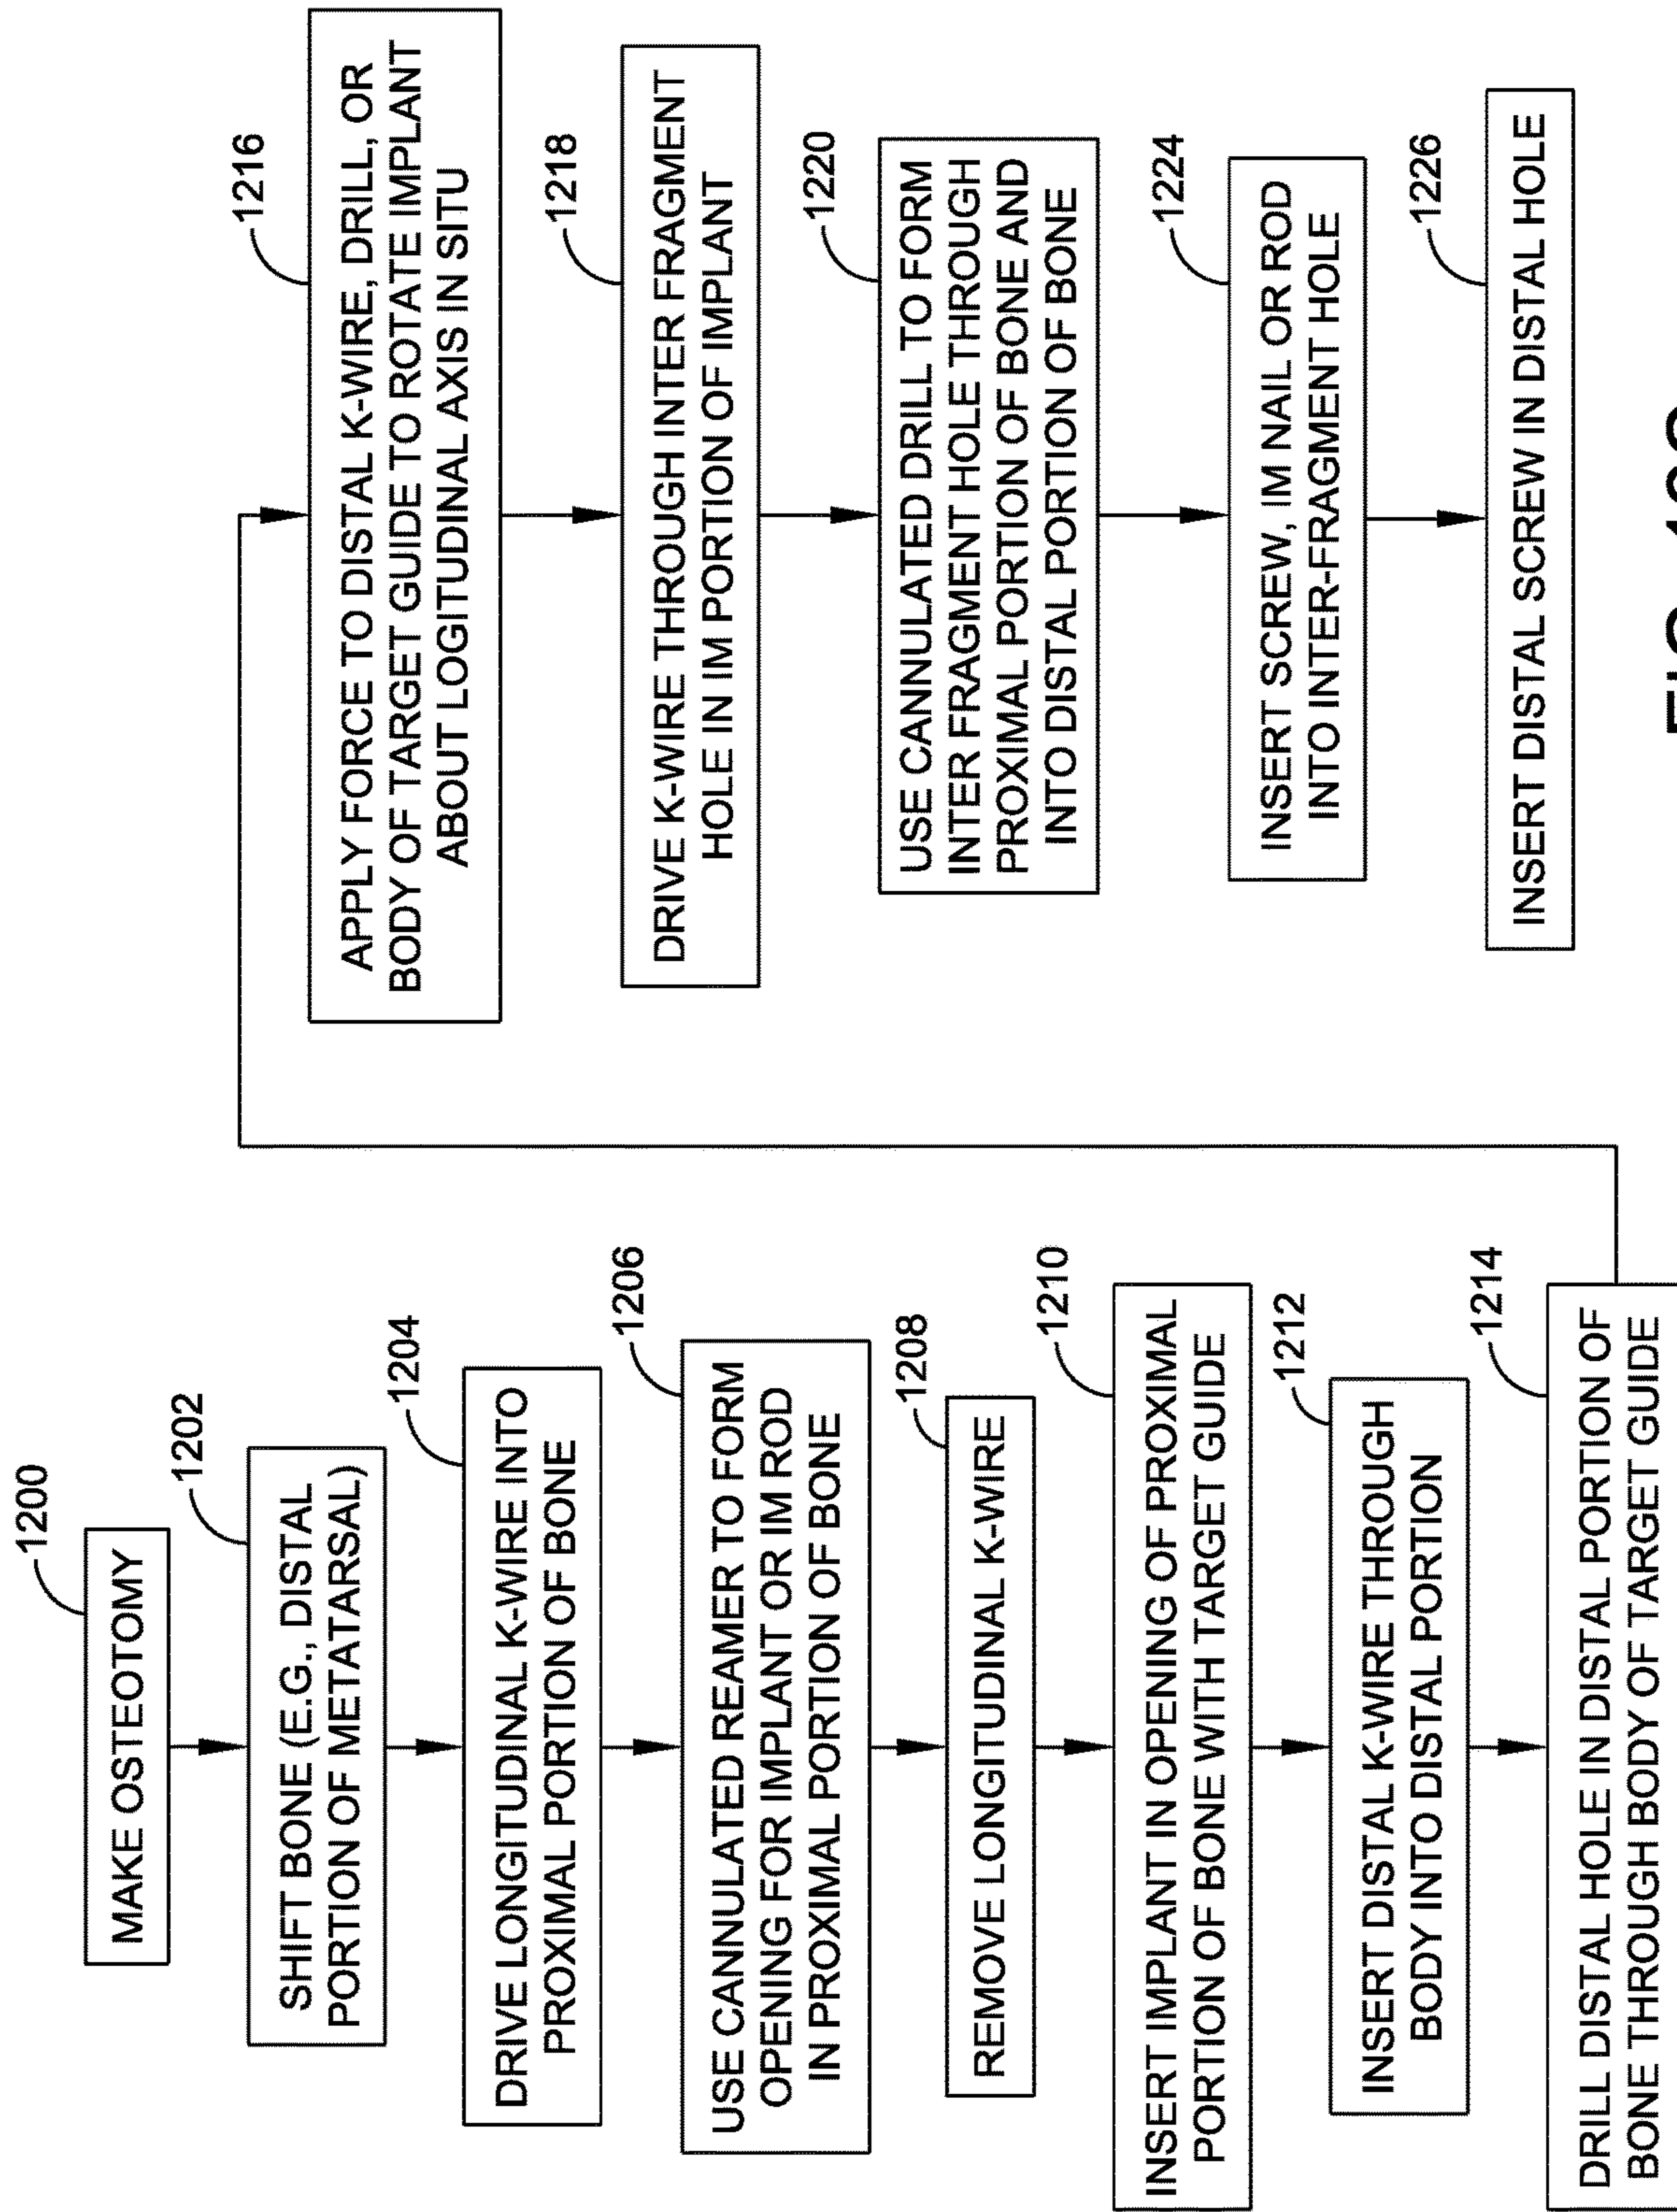 1200
MAKE OSTEOTOMY
1202
SHIFT BONE (E.G., DISTAL
PORTION OF METATARSAL)
1204
DRIVE LONGITUDINAL K-WIRE INTO
PROXIMAL PORTION OF BONE
1206
USE CANNULATED REAMER TO FORM
OPENING FOR IMPLANT OR IM ROD
IN PROXIMAL PORTION OF BONE
1208
REMOVE LONGITUDINAL K-WIRE
1210
INSERT IMPLANT IN OPENING OF PROXIMAL
PORTION OF BONE WITH TARGET GUIDE
1212
INSERT DISTAL K-WIRE THROUGH
BODY INTO DISTAL PORTION
1214
DRILL DISTAL HOLE IN DISTAL PORTION OF
BONE THROUGH BODY OF TARGET GUIDE
1216
APPLY FORCE TO DISTAL K-WIRE, DRILL, OR
BODY OF TARGET GUIDE TO ROTATE IMPLANT
ABOUT LOGITUDINAL AXIS IN SITU
1218
DRIVE K-WIRE THROUGH INTER FRAGMENT
HOLE IN IM PORTION OF IMPLANT
1220
USE CANNULATED DRILL TO FORM
INTER FRAGMENT HOLE THROUGH
PROXIMAL PORTION OF BONE AND
INTO DISTAL PORTION OF BONE
1224
INSERT SCREW, IM NAIL OR ROD
INTO INTER-FRAGMENT HOLE
1226
INSERT DISTAL SCREW IN DISTAL HOLE